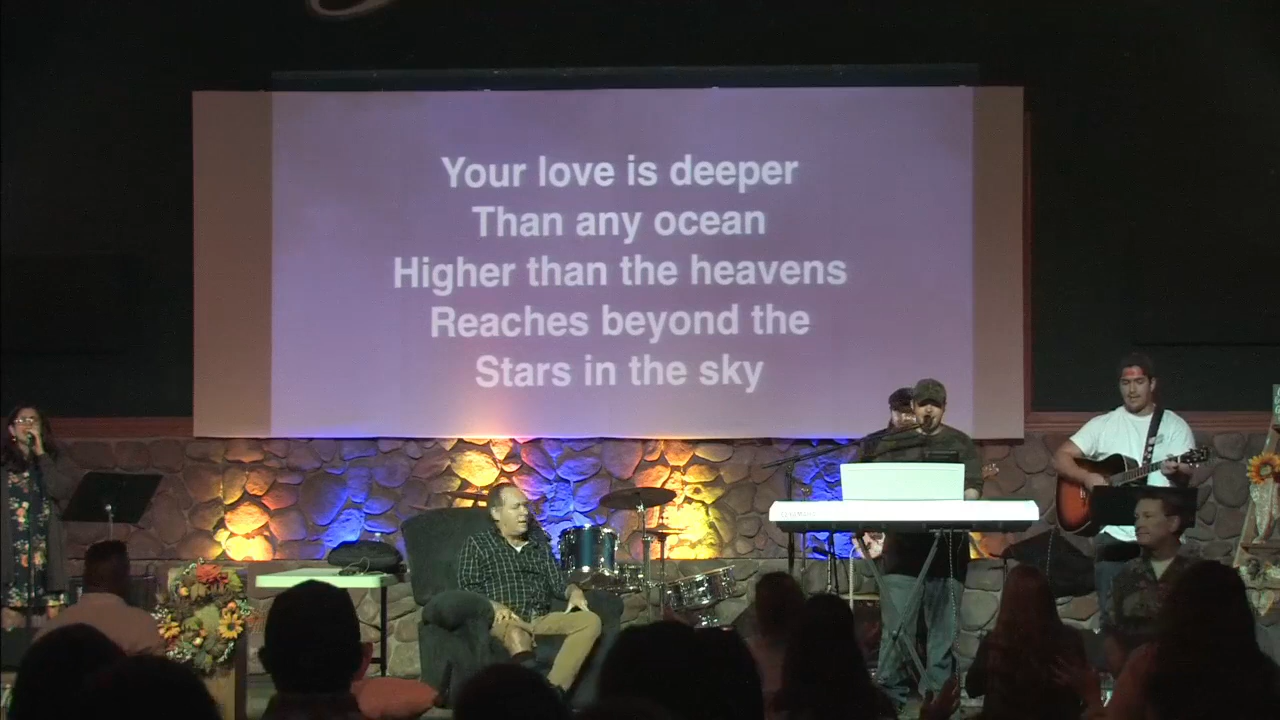 Your love is deeper
Than any ocean
Higher than the heavens
Reaches beyond the
Stars in the sky